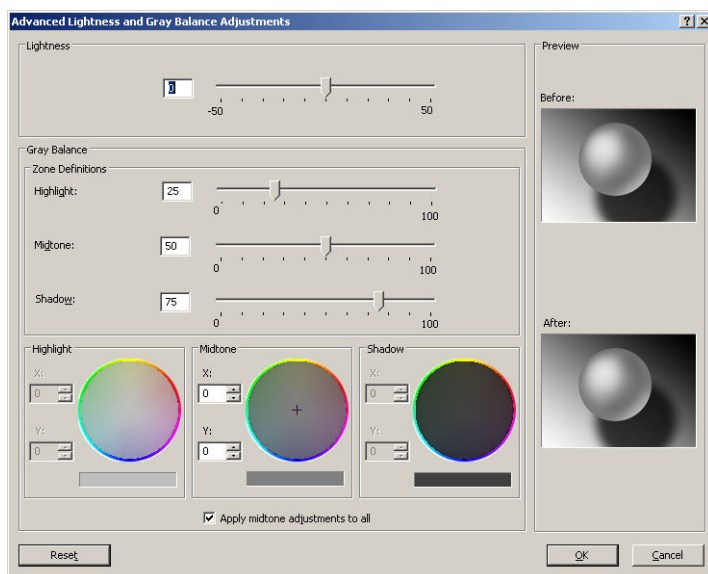 Advanced Lightness and Gray Balance Adjustments
Lightness
0
-50 50
Gray Balance
Zone Definitions
Highlight: 25
0 100
Midtone: 50
0 100
Shadow: 75
0 100
Highlight
X:
0
Y:
0
Midtone
X:
0
Y:
0
Shadow
X:
0
Y:
0
Apply midtone adjustments to all
Preview
Before:
After:
Reset
OK
Cancel